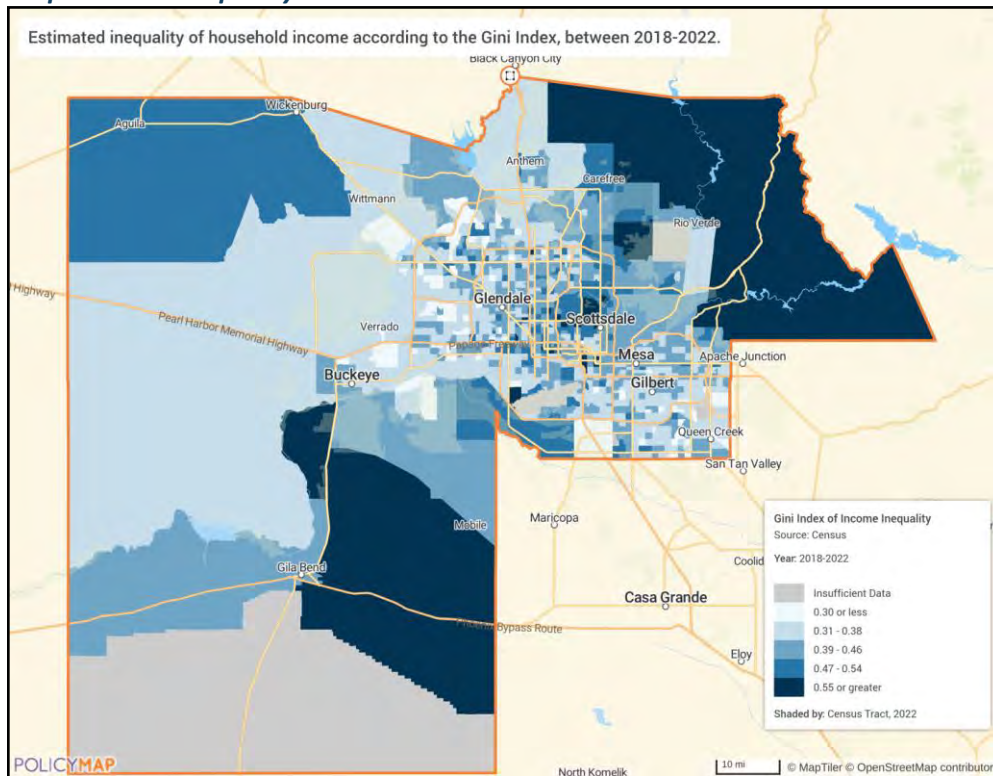 Estimated inequality of household income according to the Gini Index, between 2018-2022.
Black Canyon City
Wickenburg
Aguila
Anthem
Carefree
Wittmann
Rio Verde
Highway
Glendale
Scottsdale
Pearl Harbor Memorial Highway
Verrado
Mesa
Apache Junction
Buckeye
Gilbert
Queen Creek
San Tan Valley
Mobile
Maricopa
Gila Bend
Casa Grande
Bypass Route
Eloy
North Komelik
Gini Index of Income Inequality
Source: Census
Year: 2018-2022
Insufficient Data
0.30 or less
0.31 - 0.38
0.39 - 0.46
0.47 - 0.54
0.55 or greater
Shaded by: Census Tract, 2022
Coolid
POLICYMAP
10 mi
© MapTiler © OpenStreetMap contributor